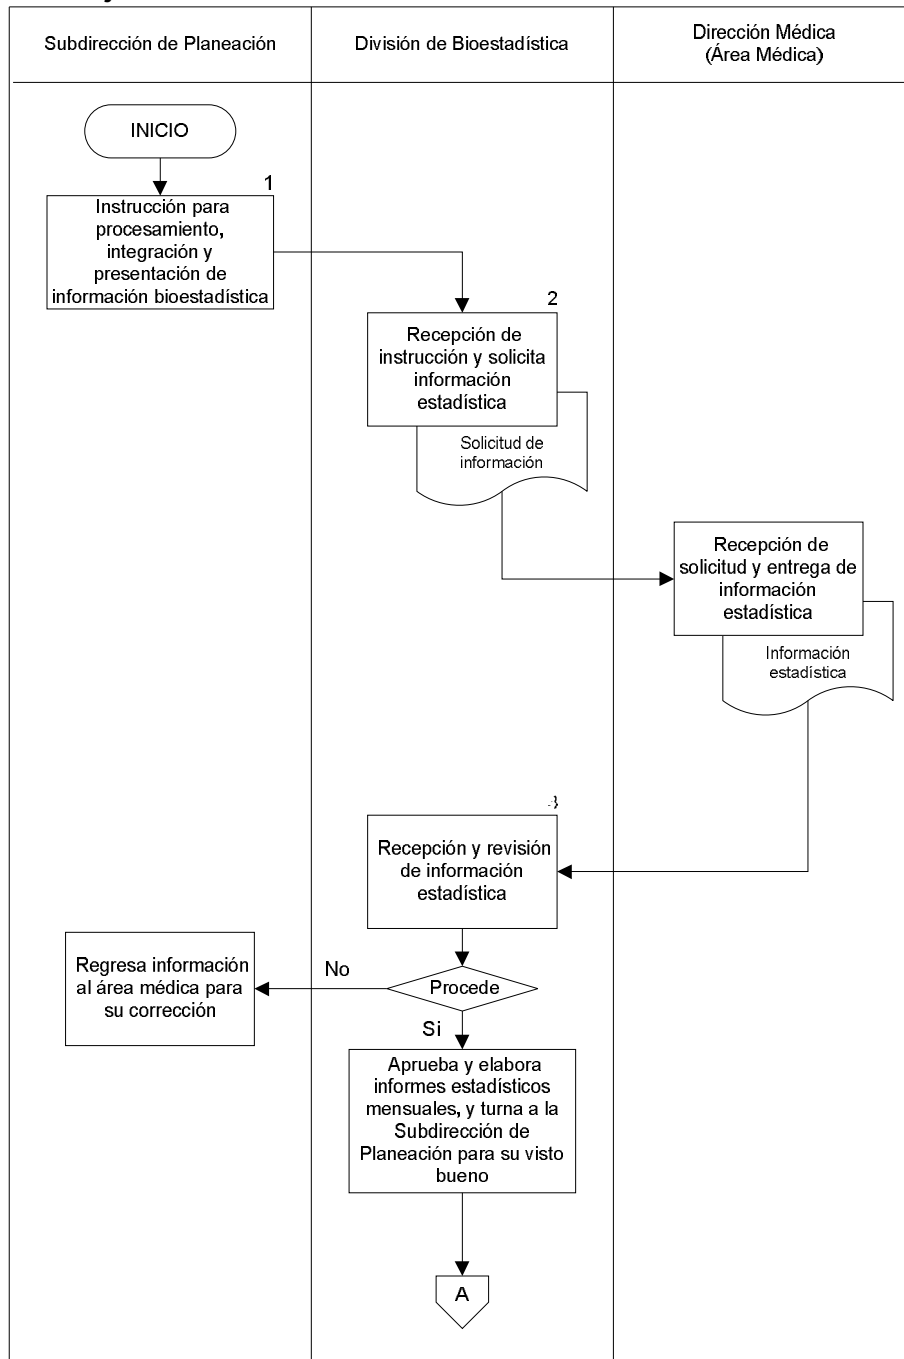 Subdirección de Planeación
División de Bioestadística
Dirección Médica
(Área Médica)
INICIO
1
Instrucción para
procesamiento,
integración y
presentación de
información bioestadística
2
Recepción de
instrucción y solicita
información
estadística
Solicitud de
información
Recepción de
solicitud y entrega de
información
estadística
Información
estadística
Recepción y revisión
de información
estadística
Procede
No
Regresa información
al área médica para
su corrección
Si
Aprueba y elabora
informes estadísticos
mensuales, y turna a la
Subdirección de
Planeación para su visto
bueno
A